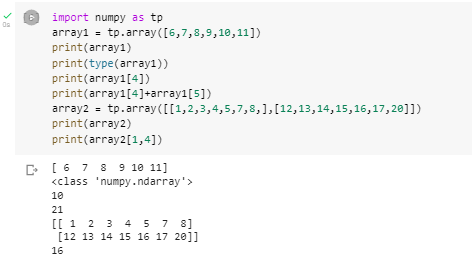 import numpy as tp
array1 = tp.array([6,7,8,9,10,11])
print(array1)
print(type(array1))
print(array1[4])
print(array1[4]+array1[5])
array2 = tp.array([[1,2,3,4,5,7,8,],[12,13,14,15,16,17,20]])
print(array2)
print(array2[1,4])
0s
[ 6  7  8  9 10 11]
<class 'numpy.ndarray'>
10
21
[[ 1  2  3  4  5  7  8]
 [12 13 14 15 16 17 20]]
16